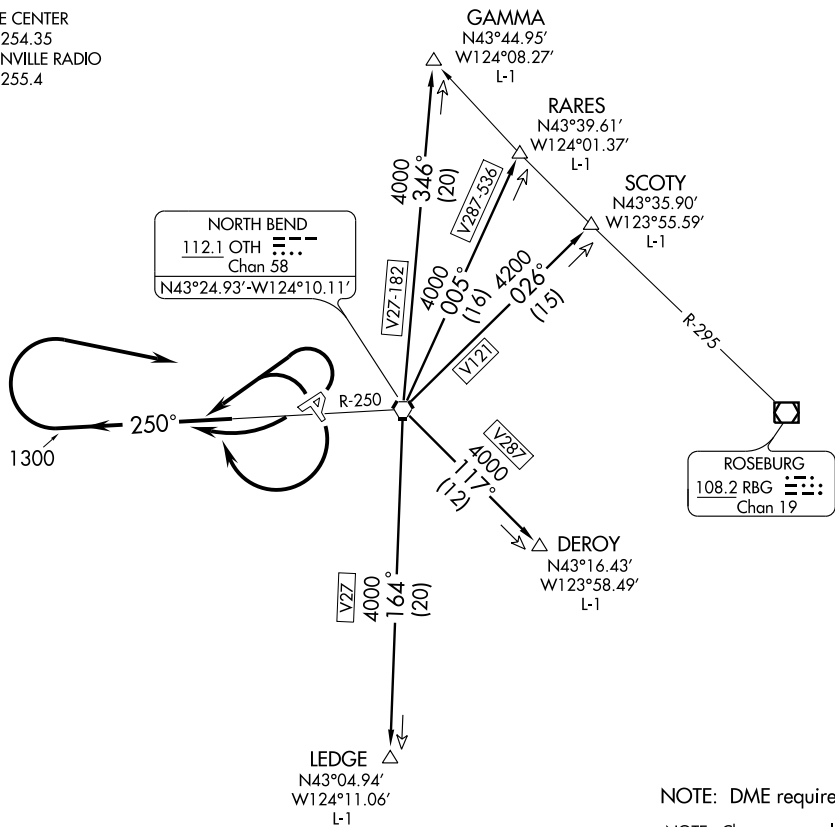 E CENTER
254.35
NVILLE RADIO
255.4
GAMMA
N43°44.95'
W124°08.27'
L-1
RARES
N43°39.61'
W124°01.37'
L-1
SCOTY
N43°35.90'
W123°55.59'
L-1
NORTH BEND
112.1 OTH
Chan 58
N43°24.93'-W124°10.11'
4000
346°
(20)
V27-182
V287-536
4000
005°
(16)
4200
026°
(15)
V121
R-295
R-250
250°
1300
ROSEBURG
108.2 RBG
Chan 19
V287
4000
117°
(12)
DEROY
N43°16.43'
W123°58.49'
L-1
V27
4000
164°
(20)
LEDGE
N43°04.94'
W124°11.06'
L-1
NOTE: DME require